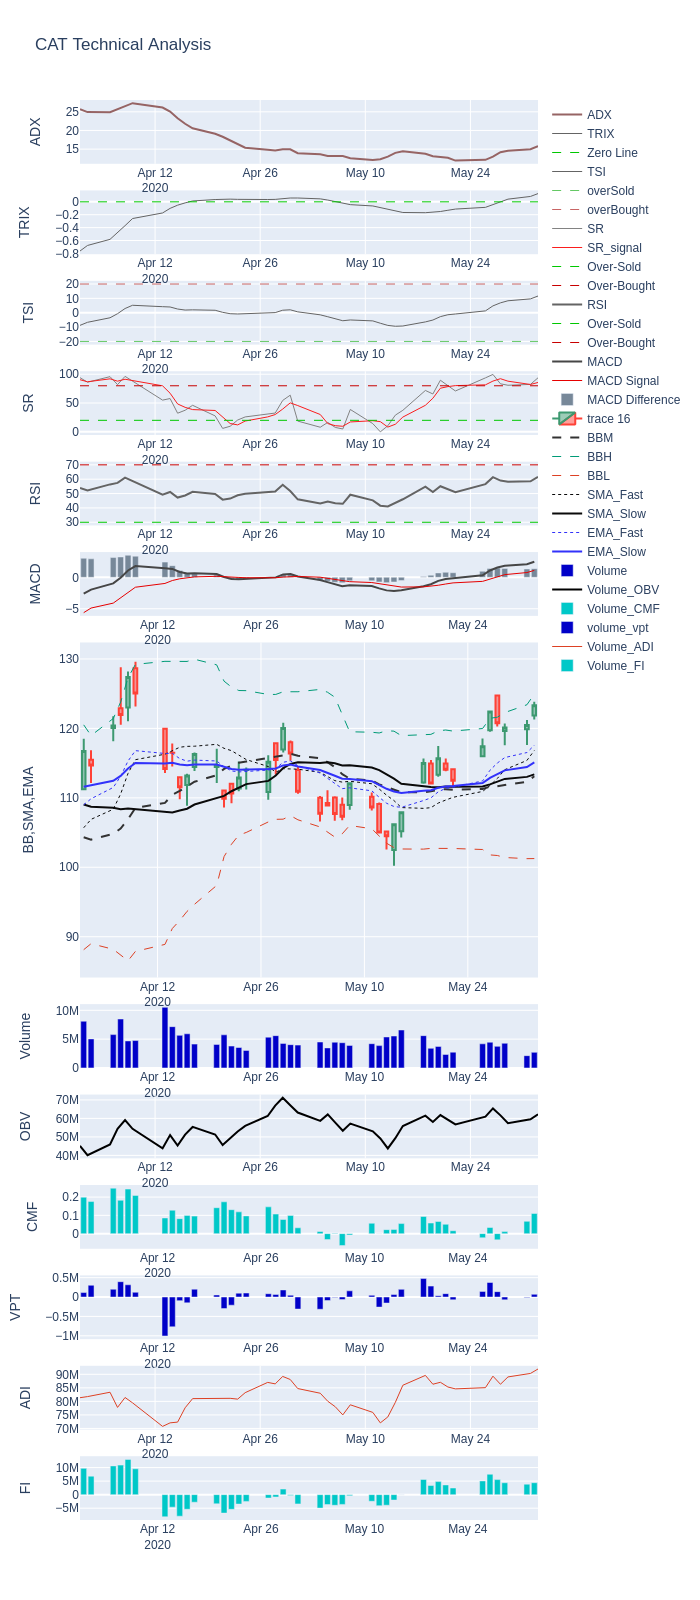 CAT Technical Analysis
ADX
25
20
15
Apr 12
2020
Apr 26
May 10
May 24
TRIX
0
−0.2
−0.4
−0.6
−0.8
Apr 12
2020
Apr 26
May 10
May 24
TSI
20
10
0
−10
−20
Apr 12
2020
Apr 26
May 10
May 24
SR
100
50
0
Apr 12
2020
Apr 26
May 10
May 24
RSI
70
60
50
40
30
Apr 12
2020
Apr 26
May 10
May 24
MACD
0
−5
Apr 12
2020
Apr 26
May 10
May 24
BB,SMA,EMA
130
120
110
100
90
Apr 12
2020
Apr 26
May 10
May 24
Volume
10M
5M
0
Apr 12
2020
Apr 26
May 10
May 24
OBV
70M
60M
50M
40M
Apr 12
2020
Apr 26
May 10
May 24
CMF
0.2
0.1
0
Apr 12
2020
Apr 26
May 10
May 24
VPT
0.5M
0
−0.5M
−1M
Apr 12
2020
Apr 26
May 10
May 24
ADI
90M
85M
80M
75M
70M
Apr 12
2020
Apr 26
May 10
May 24
FI
10M
5M
0
−5M
Apr 12
2020
Apr 26
May 10
May 24
ADX
TRIX
Zero Line
TSI
overSold
overBought
SR
SR_signal
Over-Sold
Over-Bought
RSI
Over-Sold
Over-Bought
MACD
MACD Signal
MACD Difference
trace 16
BBM
BBH
BBL
SMA_Fast
SMA_Slow
EMA_Fast
EMA_Slow
Volume
Volume_OBV
Volume_CMF
volume_vpt
Volume_ADI
Volume_FI